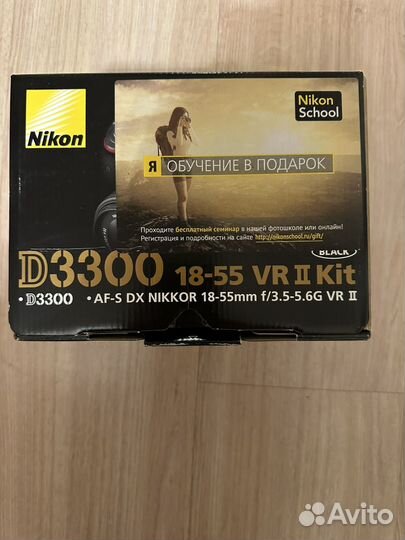 Nikon
Nikon
School
Я ОБУЧЕНИЕ В ПОДАРОК
Проходите бесплатный семинар в нашей фотошколе или онлайн!
Регистрация и подробности на сайте http://nikonschool.ru/gift/
BLACK
D3300 18-55 VR II Kit
• D3300 • AF-S DX NIKKOR 18-55mm f/3.5-5.6G VR II
Avito